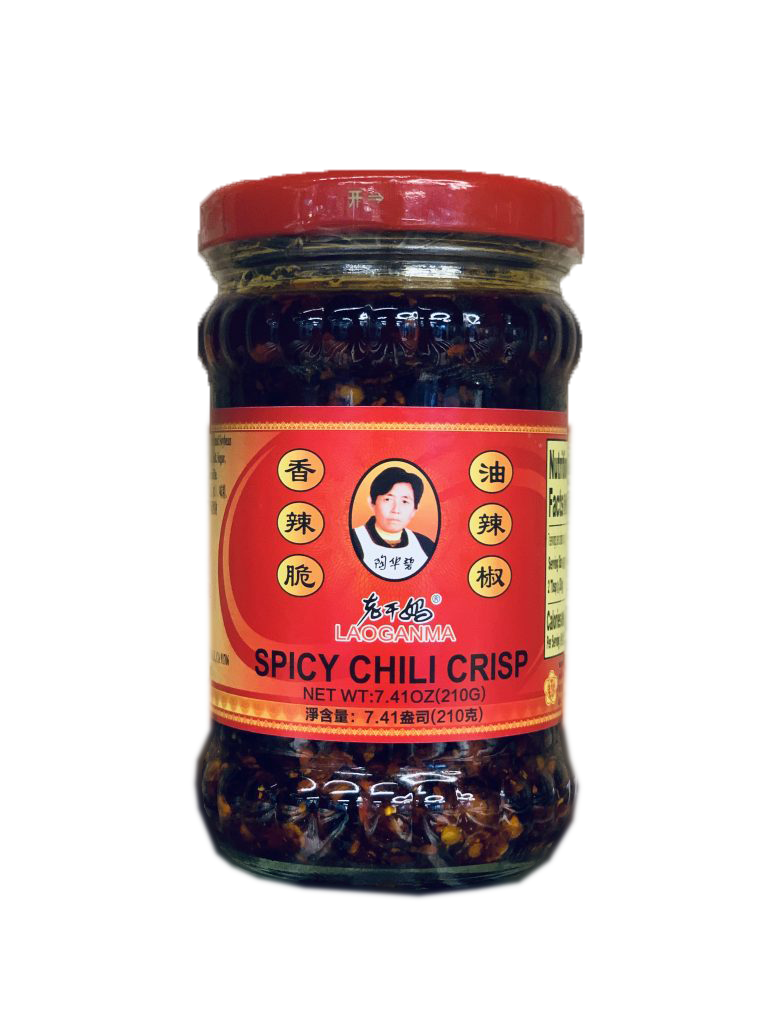 开⇒
香辣脆
油辣椒
陶华碧
老干妈®
LAOGANMA
SPICY CHILI CRISP
NET WT:7.41OZ(210G)
淨含量：7.41盎司(210克)
Nutrition
Facts
Calories